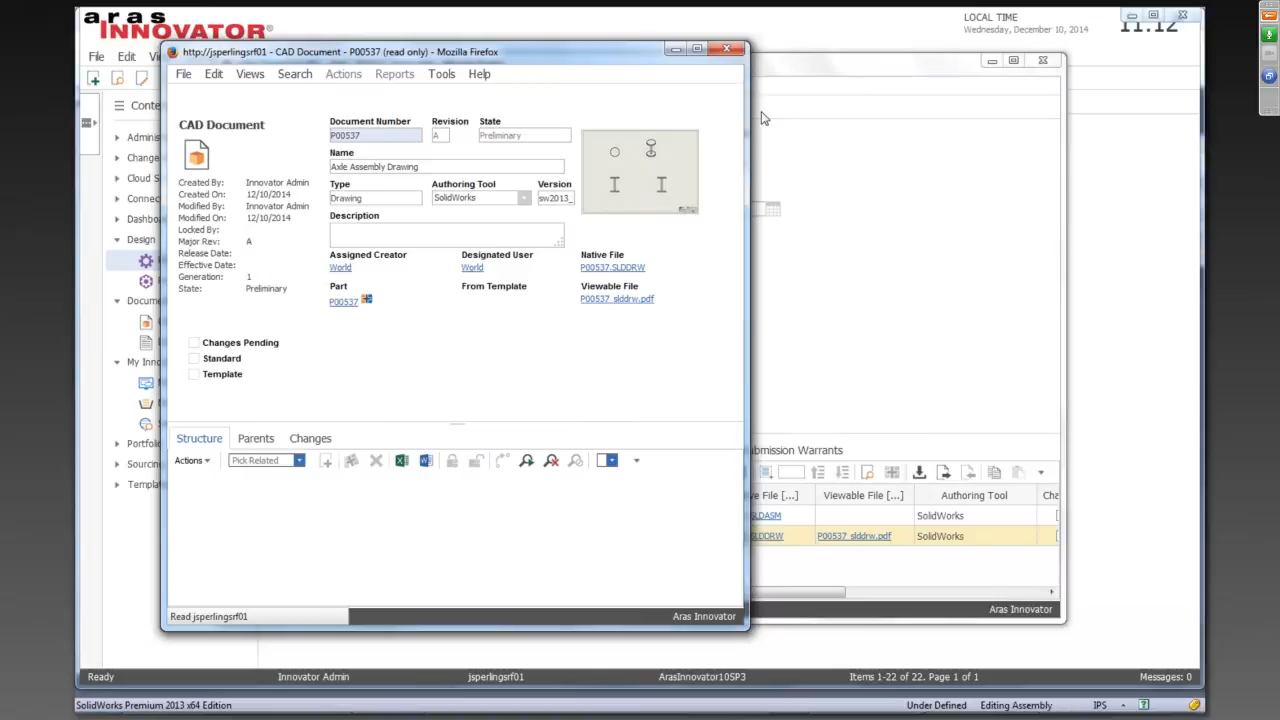 aras
INNOVATOR®
LOCAL TIME
Wednesday, December 10, 2014
11:12
File Edit
http://jsperlingsrf01 - CAD Document - P00537 (read only) - Mozilla Firefox
File Edit Views Search Actions Reports Tools Help
Conte
Administ
Change
Cloud S
Connec
Dashbo
Design
Docume
My Inno
Portfolio
Sourcing
Templat
CAD Document
Document Number Revision State
P00537 A Preliminary
Name
Axle Assembly Drawing
Type Authoring Tool Version
Drawing SolidWorks sw2013_
Description
Created By: Innovator Admin
Created On: 12/10/2014
Modified By: Innovator Admin
Modified On: 12/10/2014
Locked By:
Major Rev: A
Release Date:
Effective Date:
Generation: 1
State: Preliminary
Assigned Creator Designated User Native File
World World P00537.SLDDRW
Part From Template Viewable File
P00537 P00537_slddrw.pdf
Changes Pending
Standard
Template
Structure Parents Changes
Actions Pick Related
Read jsperlingsrf01 Aras Innovator
bmission Warrants
ve File [...] Viewable File [...] Authoring Tool Cha
SLDASM SolidWorks
SLDDRW P00537_slddrw.pdf SolidWorks
Aras Innovator
Ready Innovator Admin jsperlingsrf01 ArasInnovator10SP3 Items 1-22 of 22. Page 1 of 1 Messages: 0
SolidWorks Premium 2013 x64 Edition Under Defined Editing Assembly IPS